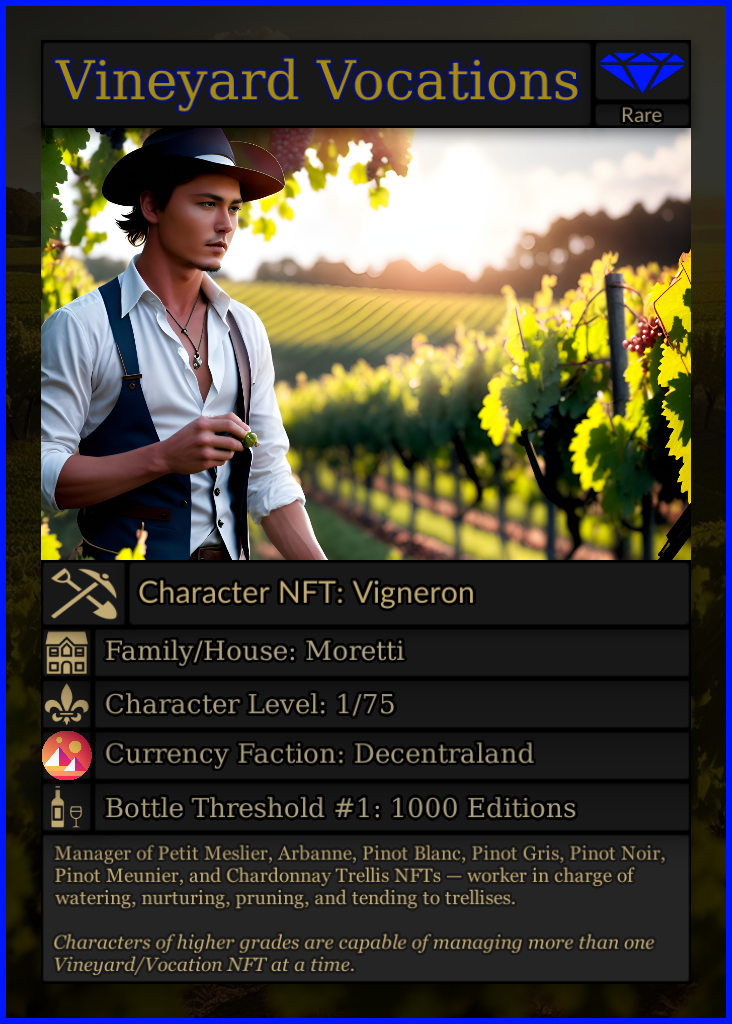 Vineyard Vocations
Rare
Character NFT: Vigneron
Family/House: Moretti
Character Level: 1/75
Currency Faction: Decentraland
Bottle Threshold #1: 1000 Editions
Manager of Petit Meslier, Arbanne, Pinot Blanc, Pinot Gris, Pinot Noir,
Pinot Meunier, and Chardonnay Trellis NFTs — worker in charge of
watering, nurturing, pruning, and tending to trellises.
Characters of higher grades are capable of managing more than one
Vineyard/Vocation NFT at a time.